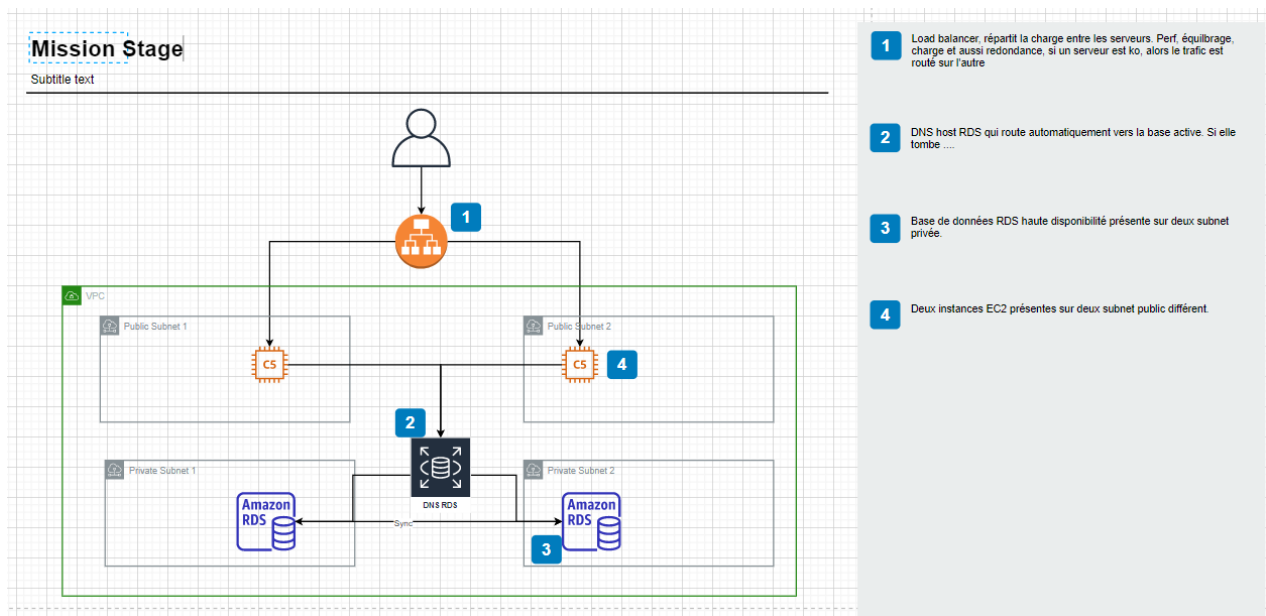 Mission Stage
Subtitle text
1
Load balancer, répartit la charge entre les serveurs. Perf, équilbrage,
charge et aussi redondance, si un serveur est ko, alors le trafic est
routé sur l'autre
2
DNS host RDS qui route automatiquement vers la base active. Si elle
tombe ....
3
Base de données RDS haute disponibilité présente sur deux subnet
privée.
4
Deux instances EC2 présentes sur deux subnet public différent.
1
VPC
Public Subnet 1
Public Subnet 2
C5
C5
4
2
Private Subnet 1
Private Subnet 2
Amazon
RDS
DNS RDS
Amazon
RDS
Sync
3